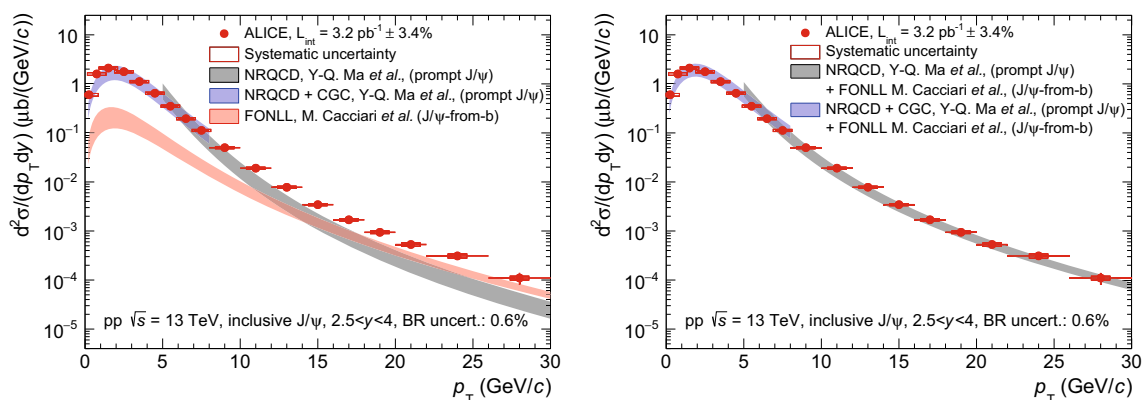 ALICE, L_int = 3.2 pb⁻¹ ± 3.4%
Systematic uncertainty
NRQCD, Y-Q. Ma et al., (prompt J/ψ)
NRQCD + CGC, Y-Q. Ma et al., (prompt J/ψ)
FONLL, M. Cacciari et al. (J/ψ-from-b)
d²σ/(dp_T dy) (μb/(GeV/c))
10
1
10⁻¹
10⁻²
10⁻³
10⁻⁴
10⁻⁵
pp √s = 13 TeV, inclusive J/ψ, 2.5<y<4, BR uncert.: 0.6%
0 5 10 15 20 25 30
p_T (GeV/c)
ALICE, L_int = 3.2 pb⁻¹ ± 3.4%
Systematic uncertainty
NRQCD, Y-Q. Ma et al., (prompt J/ψ)
+ FONLL M. Cacciari et al., (J/ψ-from-b)
NRQCD + CGC, Y-Q. Ma et al., (prompt J/ψ)
+ FONLL M. Cacciari et al., (J/ψ-from-b)
d²σ/(dp_T dy) (μb/(GeV/c))
10
1
10⁻¹
10⁻²
10⁻³
10⁻⁴
10⁻⁵
pp √s = 13 TeV, inclusive J/ψ, 2.5<y<4, BR uncert.: 0.6%
0 5 10 15 20 25 30
p_T (GeV/c)